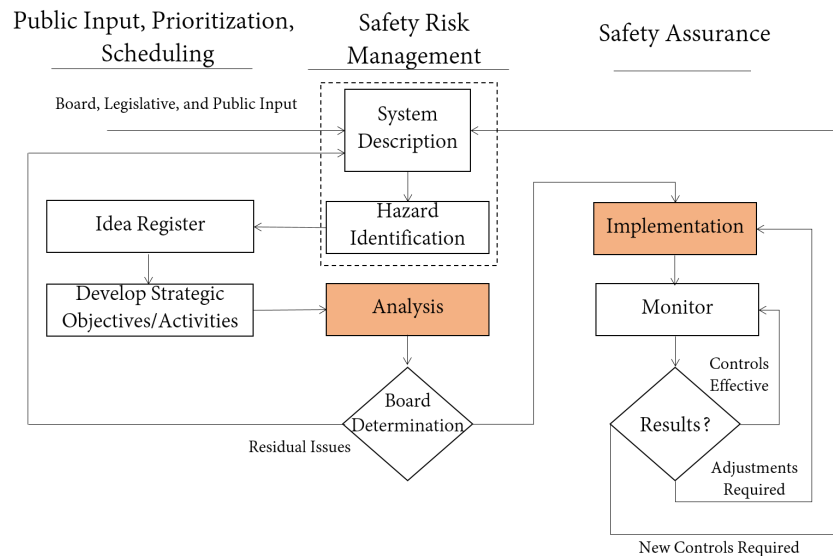 Public Input, Prioritization,
Scheduling
Safety Risk
Management
Safety Assurance
Board, Legislative, and Public Input
System
Description
Hazard
Identification
Idea Register
Develop Strategic
Objectives/Activities
Analysis
Board
Determination
Residual Issues
Implementation
Monitor
Controls
Effective
Results?
Adjustments
Required
New Controls Required